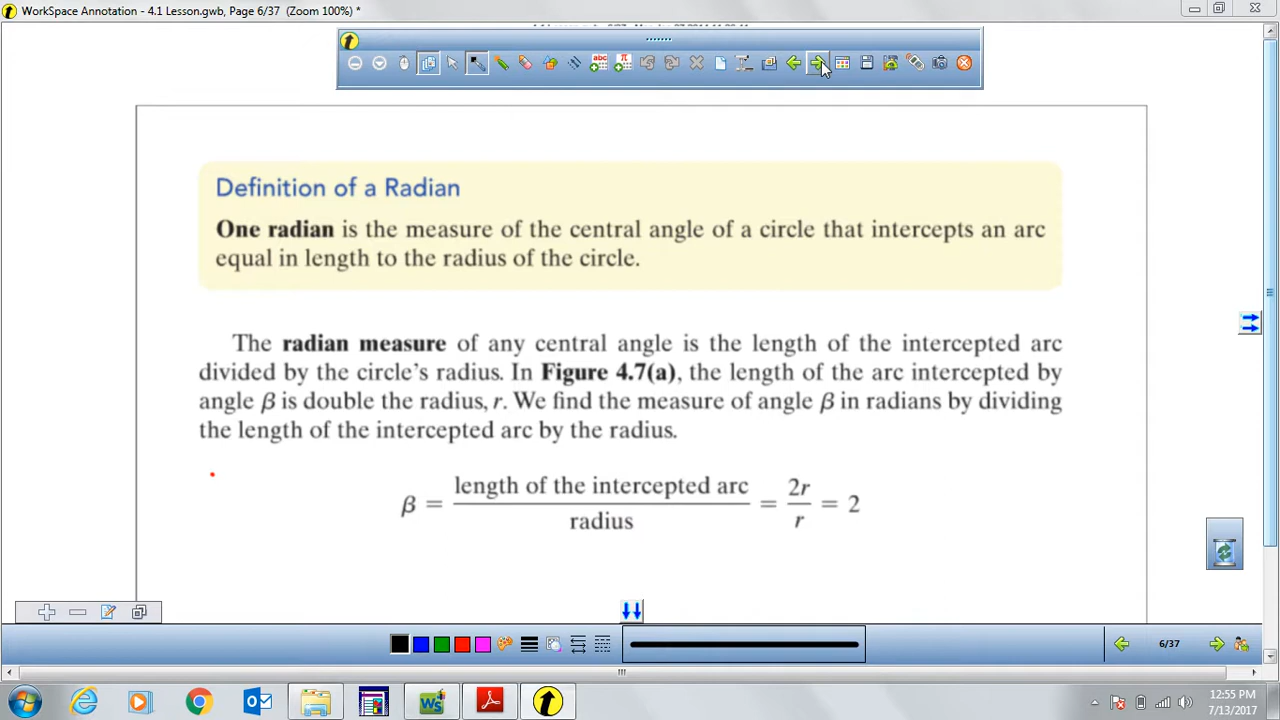 WorkSpace Annotation - 4.1 Lesson.gwb, Page 6/37 (Zoom 100%) *
abc
π
Definition of a Radian
One radian is the measure of the central angle of a circle that intercepts an arc
equal in length to the radius of the circle.
The radian measure of any central angle is the length of the intercepted arc
divided by the circle's radius. In Figure 4.7(a), the length of the arc intercepted by
angle β is double the radius, r. We find the measure of angle β in radians by dividing
the length of the intercepted arc by the radius.
β = length of the intercepted arc / radius = 2r / r = 2
6/37
12:55 PM
7/13/2017